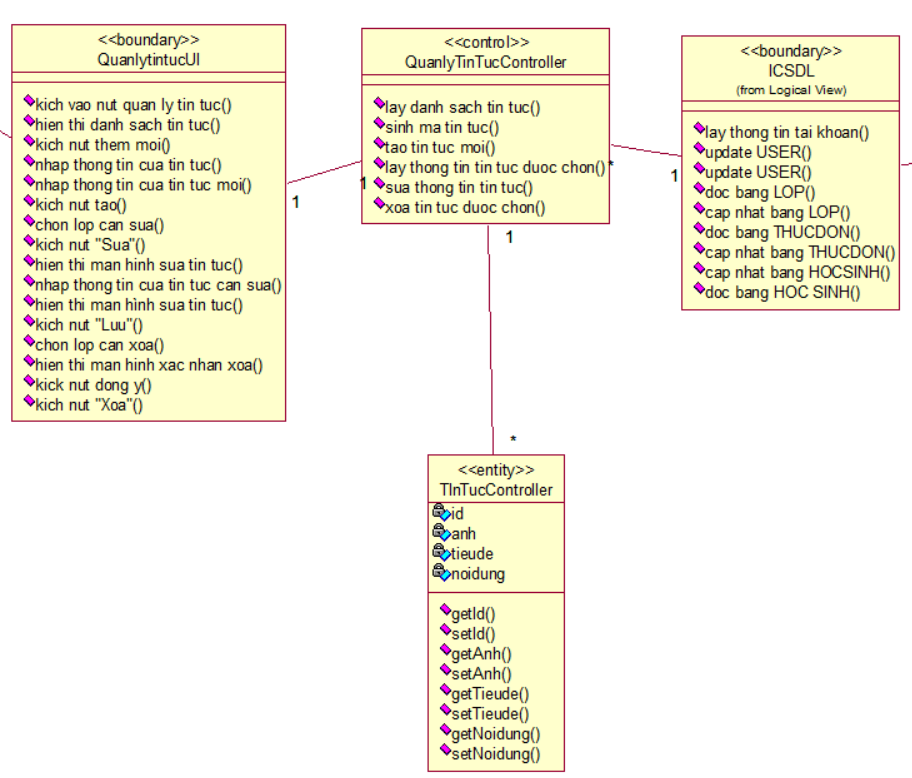 <<boundary>>
QuanlytintucUI
kich vao nut quan ly tin tuc()
hien thi danh sach tin tuc()
kich nut them moi()
nhap thong tin cua tin tuc()
nhap thong tin cua tin tuc moi()
kich nut tao()
chon lop can sua()
kich nut "Sua"()
hien thi man hinh sua tin tuc()
nhap thong tin cua tin tuc can sua()
hien thi man hình sua tin tuc()
kich nut "Luu"()
chon lop can xoa()
hien thi man hinh xac nhan xoa()
kick nut dong y()
kich nut "Xoa"()
1
1
<<control>>
QuanlyTinTucController
lay danh sach tin tuc()
sinh ma tin tuc()
tao tin tuc moi()
lay thong tin tin tuc duoc chon()
sua thong tin tin tuc()
xoa tin tuc duoc chon()
*
1
<<boundary>>
ICSDL
(from Logical View)
lay thong tin tai khoan()
update USER()
update USER()
doc bang LOP()
cap nhat bang LOP()
doc bang THUCDON()
cap nhat bang THUCDON()
cap nhat bang HOCSINH()
doc bang HOC SINH()
1
*
<<entity>>
TInTucController
id
anh
tieude
noidung
getId()
setId()
getAnh()
setAnh()
getTieude()
setTieude()
getNoidung()
setNoidung()